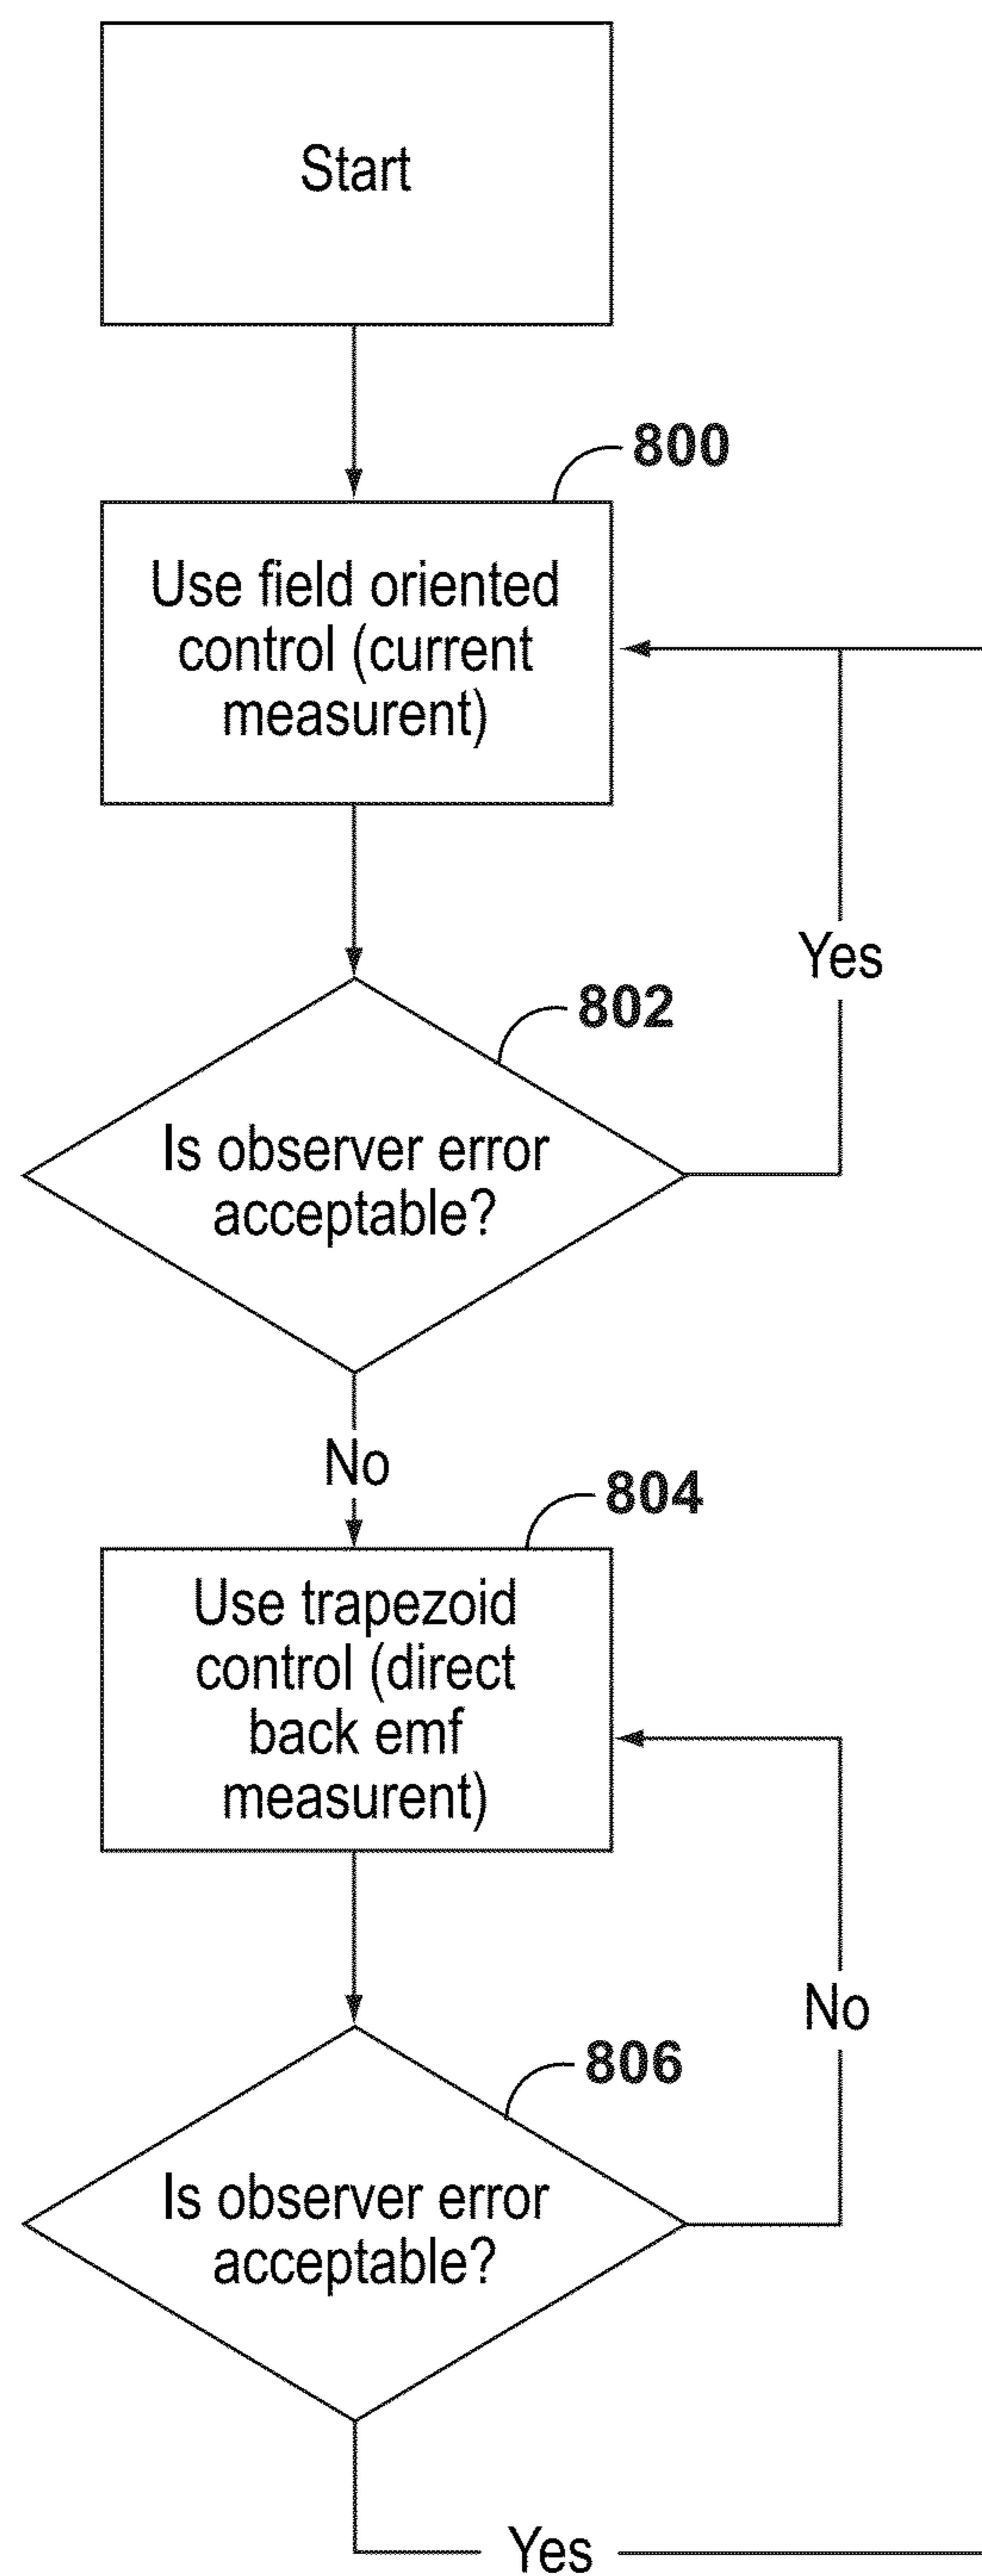 Start
800
Use field oriented
control (current
measurent)
Yes
802
Is observer error
acceptable?
No
804
Use trapezoid
control (direct
back emf
measurent)
No
806
Is observer error
acceptable?
Yes